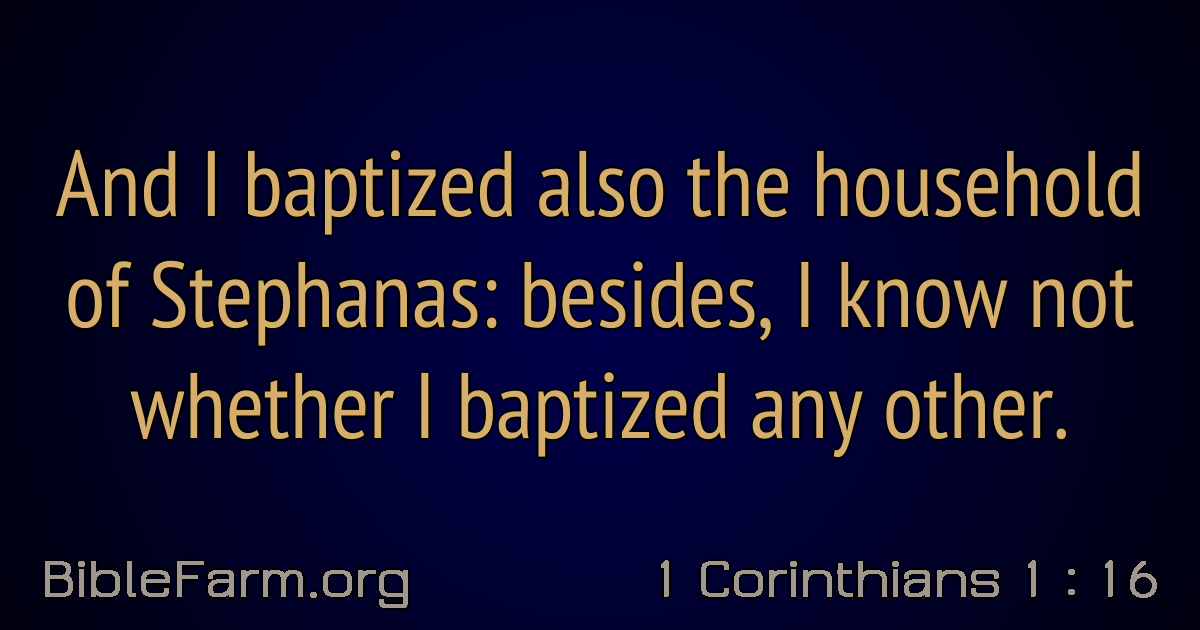 And I baptized also the household
of Stephanas: besides, I know not
whether I baptized any other.
BibleFarm.org
1 Corinthians 1 : 16